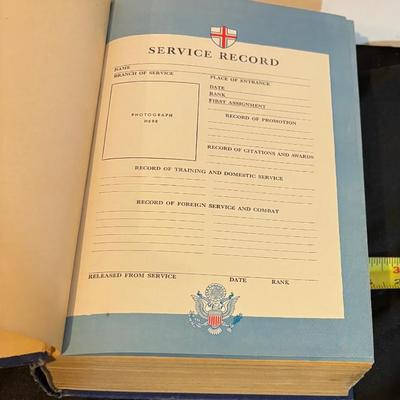 SERVICE RECORD
NAME
BRANCH OF SERVICE
PLACE OF ENTRANCE
DATE
RANK
FIRST ASSIGNMENT
PHOTOGRAPH
HERE
RECORD OF PROMOTION
RECORD OF CITATIONS AND AWARDS
RECORD OF TRAINING AND DOMESTIC SERVICE
RECORD OF FOREIGN SERVICE AND COMBAT
RELEASED FROM SERVICE DATE RANK
3